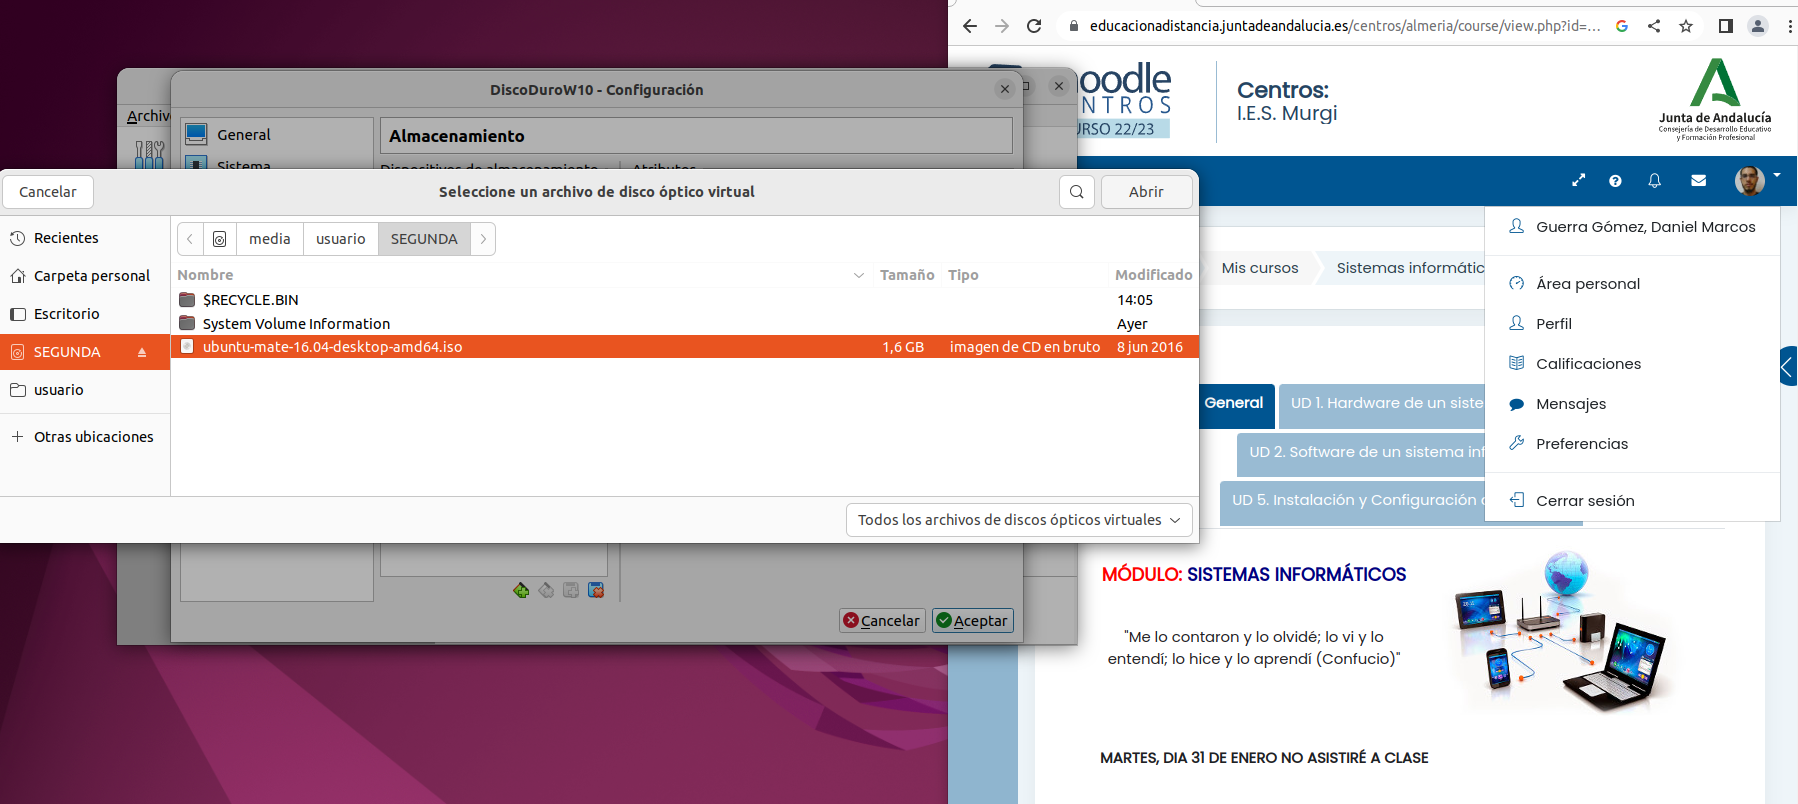 educacionadistancia.juntadeandalucia.es/centros/almeria/course/view.php?id=...
DiscoDuroW10 - Configuración
Archiv
General
Almacenamiento
Sistema
Dispositivos de almacenamiento
Atributos
Cancelar
Seleccione un archivo de disco óptico virtual
Abrir
Recientes
Carpeta personal
Escritorio
SEGUNDA
usuario
Otras ubicaciones
media
usuario
SEGUNDA
Nombre
Tamaño
Tipo
Modificado
$RECYCLE.BIN
14:05
System Volume Information
Ayer
ubuntu-mate-16.04-desktop-amd64.iso
1,6 GB
imagen de CD en bruto
8 jun 2016
Todos los archivos de discos ópticos virtuales
Cancelar
Aceptar
oodle
NTROS
URSO 22/23
Centros:
I.E.S. Murgi
Junta de Andalucía
Consejería de Desarrollo Educativo
y Formación Profesional
Guerra Gómez, Daniel Marcos
Área personal
Perfil
Calificaciones
Mensajes
Preferencias
Cerrar sesión
Mis cursos
Sistemas informátic
General
UD 1. Hardware de un siste
UD 2. Software de un sistema inf
UD 5. Instalación y Configuración
MÓDULO: SISTEMAS INFORMÁTICOS
"Me lo contaron y lo olvidé; lo vi y lo
entendí; lo hice y lo aprendí (Confucio)"
MARTES, DIA 31 DE ENERO NO ASISTIRÉ A CLASE